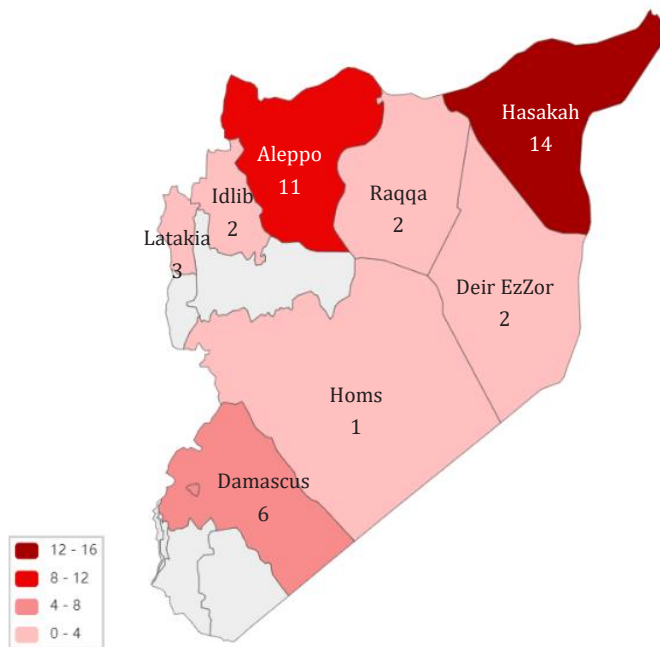 Hasakah
14
Aleppo
11
Idlib
2
Raqqa
2
Latakia
3
Deir EzZor
2
Homs
1
Damascus
6
12 - 16
8 - 12
4 - 8
0 - 4